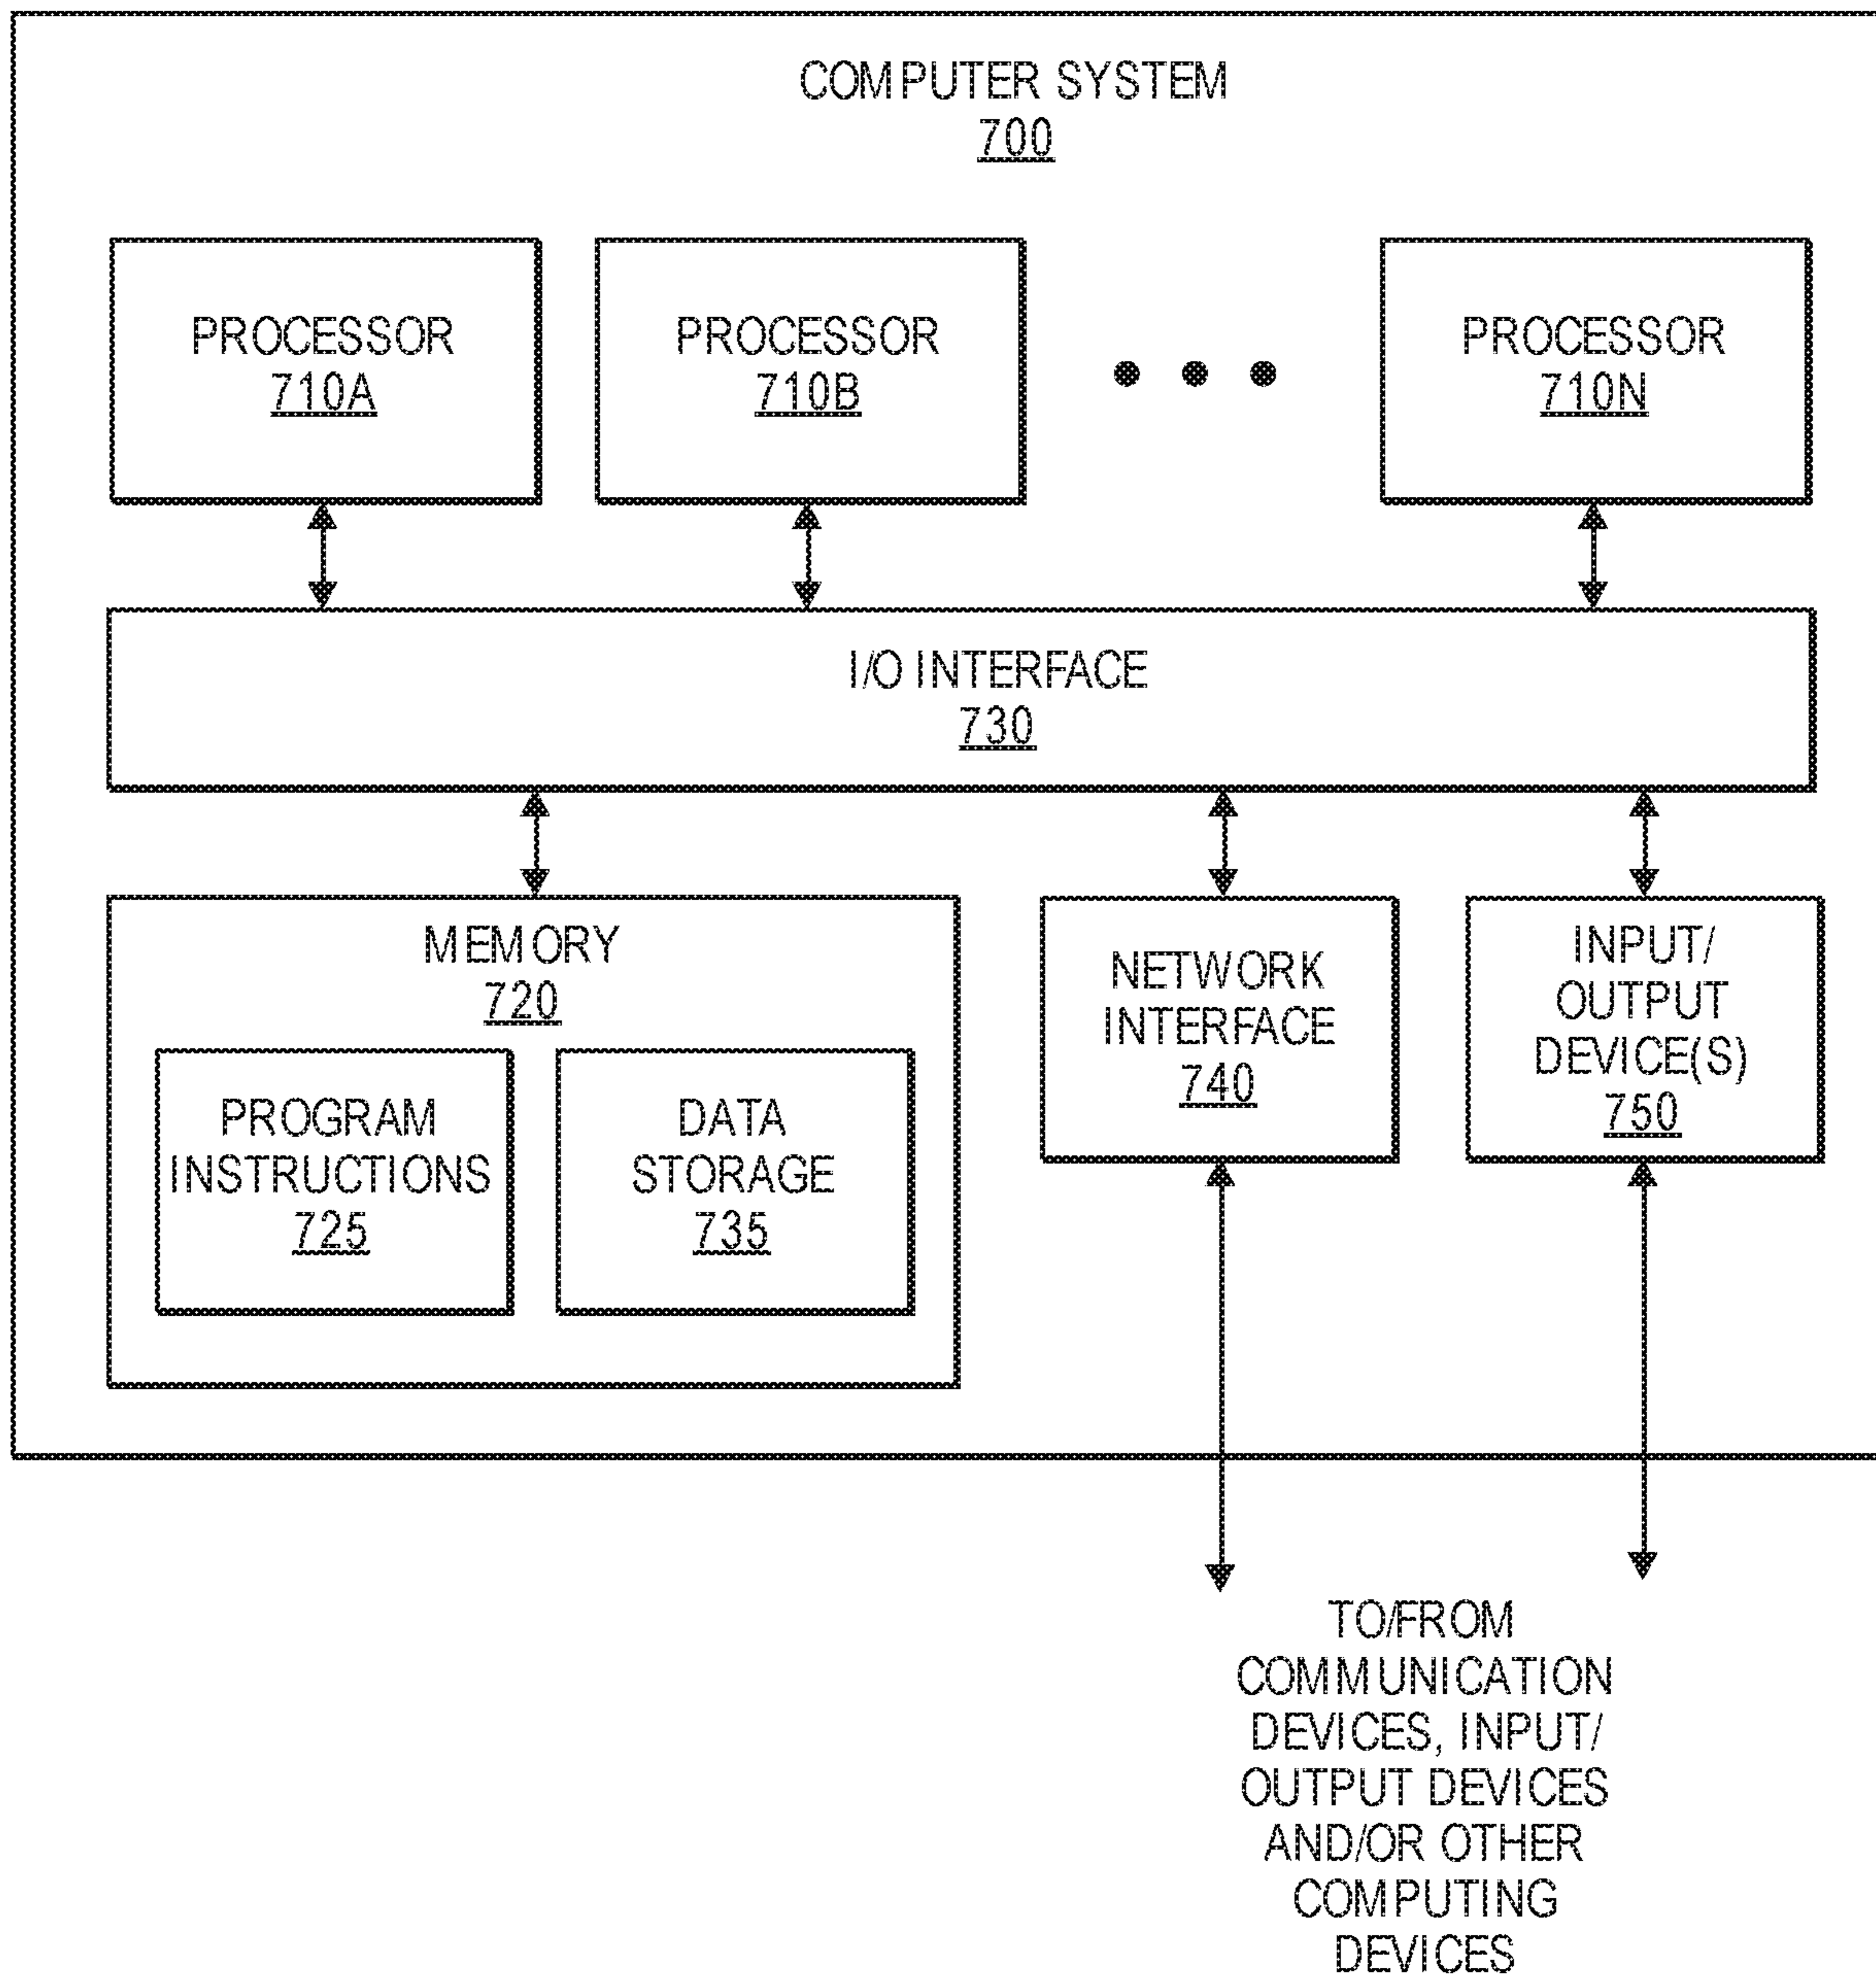 COMPUTER SYSTEM
700
PROCESSOR
710A
PROCESSOR
710B
PROCESSOR
710N
I/O INTERFACE
730
MEMORY
720
PROGRAM
INSTRUCTIONS
725
DATA
STORAGE
735
NETWORK
INTERFACE
740
INPUT/
OUTPUT
DEVICE(S)
750
TO/FROM
COMMUNICATION
DEVICES, INPUT/
OUTPUT DEVICES
AND/OR OTHER
COMPUTING
DEVICES